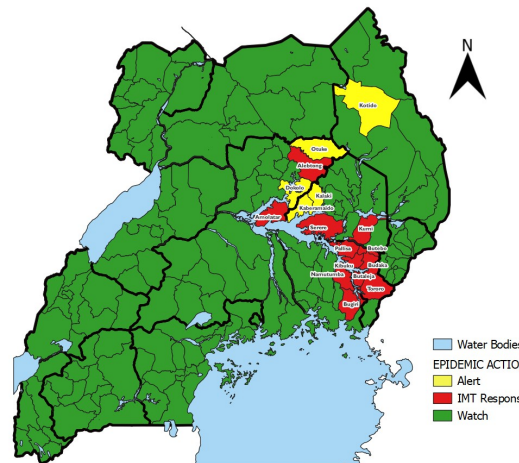 N
Kotido
Otuke
Alebtong
Dokolo
Kalaki
Kaberamaido
Amolatar
Serere
Kumi
Pallisa
Butebo
Kibuku
Budaka
Namutumba
Butaleja
Tororo
Bugiri
Water Bodies
EPIDEMIC ACTIO
Alert
IMT Respons
Watch